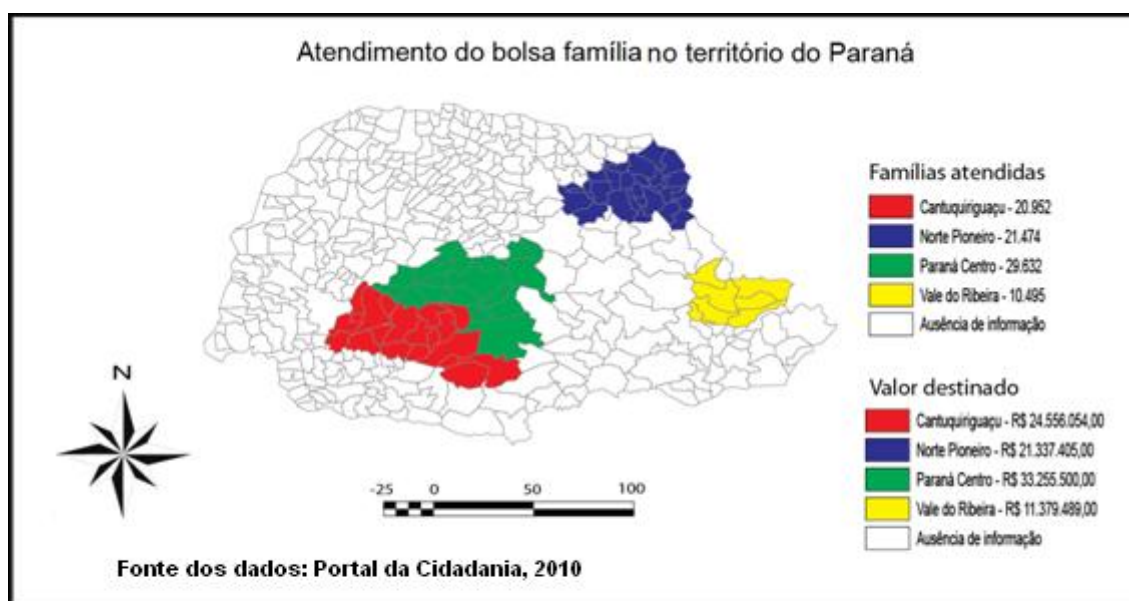 Atendimento do bolsa família no território do Paraná
Famílias atendidas
Cantuquiriguaçu - 20.952
Norte Pioneiro - 21.474
Paraná Centro - 29.632
Vale do Ribeira - 10.495
Ausência de informação
Valor destinado
Cantuquiriguaçu - R$ 24.556.054,00
Norte Pioneiro - R$ 21.337.405,00
Paraná Centro - R$ 33.255.500,00
Vale do Ribeira - R$ 11.379.489,00
Ausência de informação
N
-25 0 50 100
Fonte dos dados: Portal da Cidadania, 2010